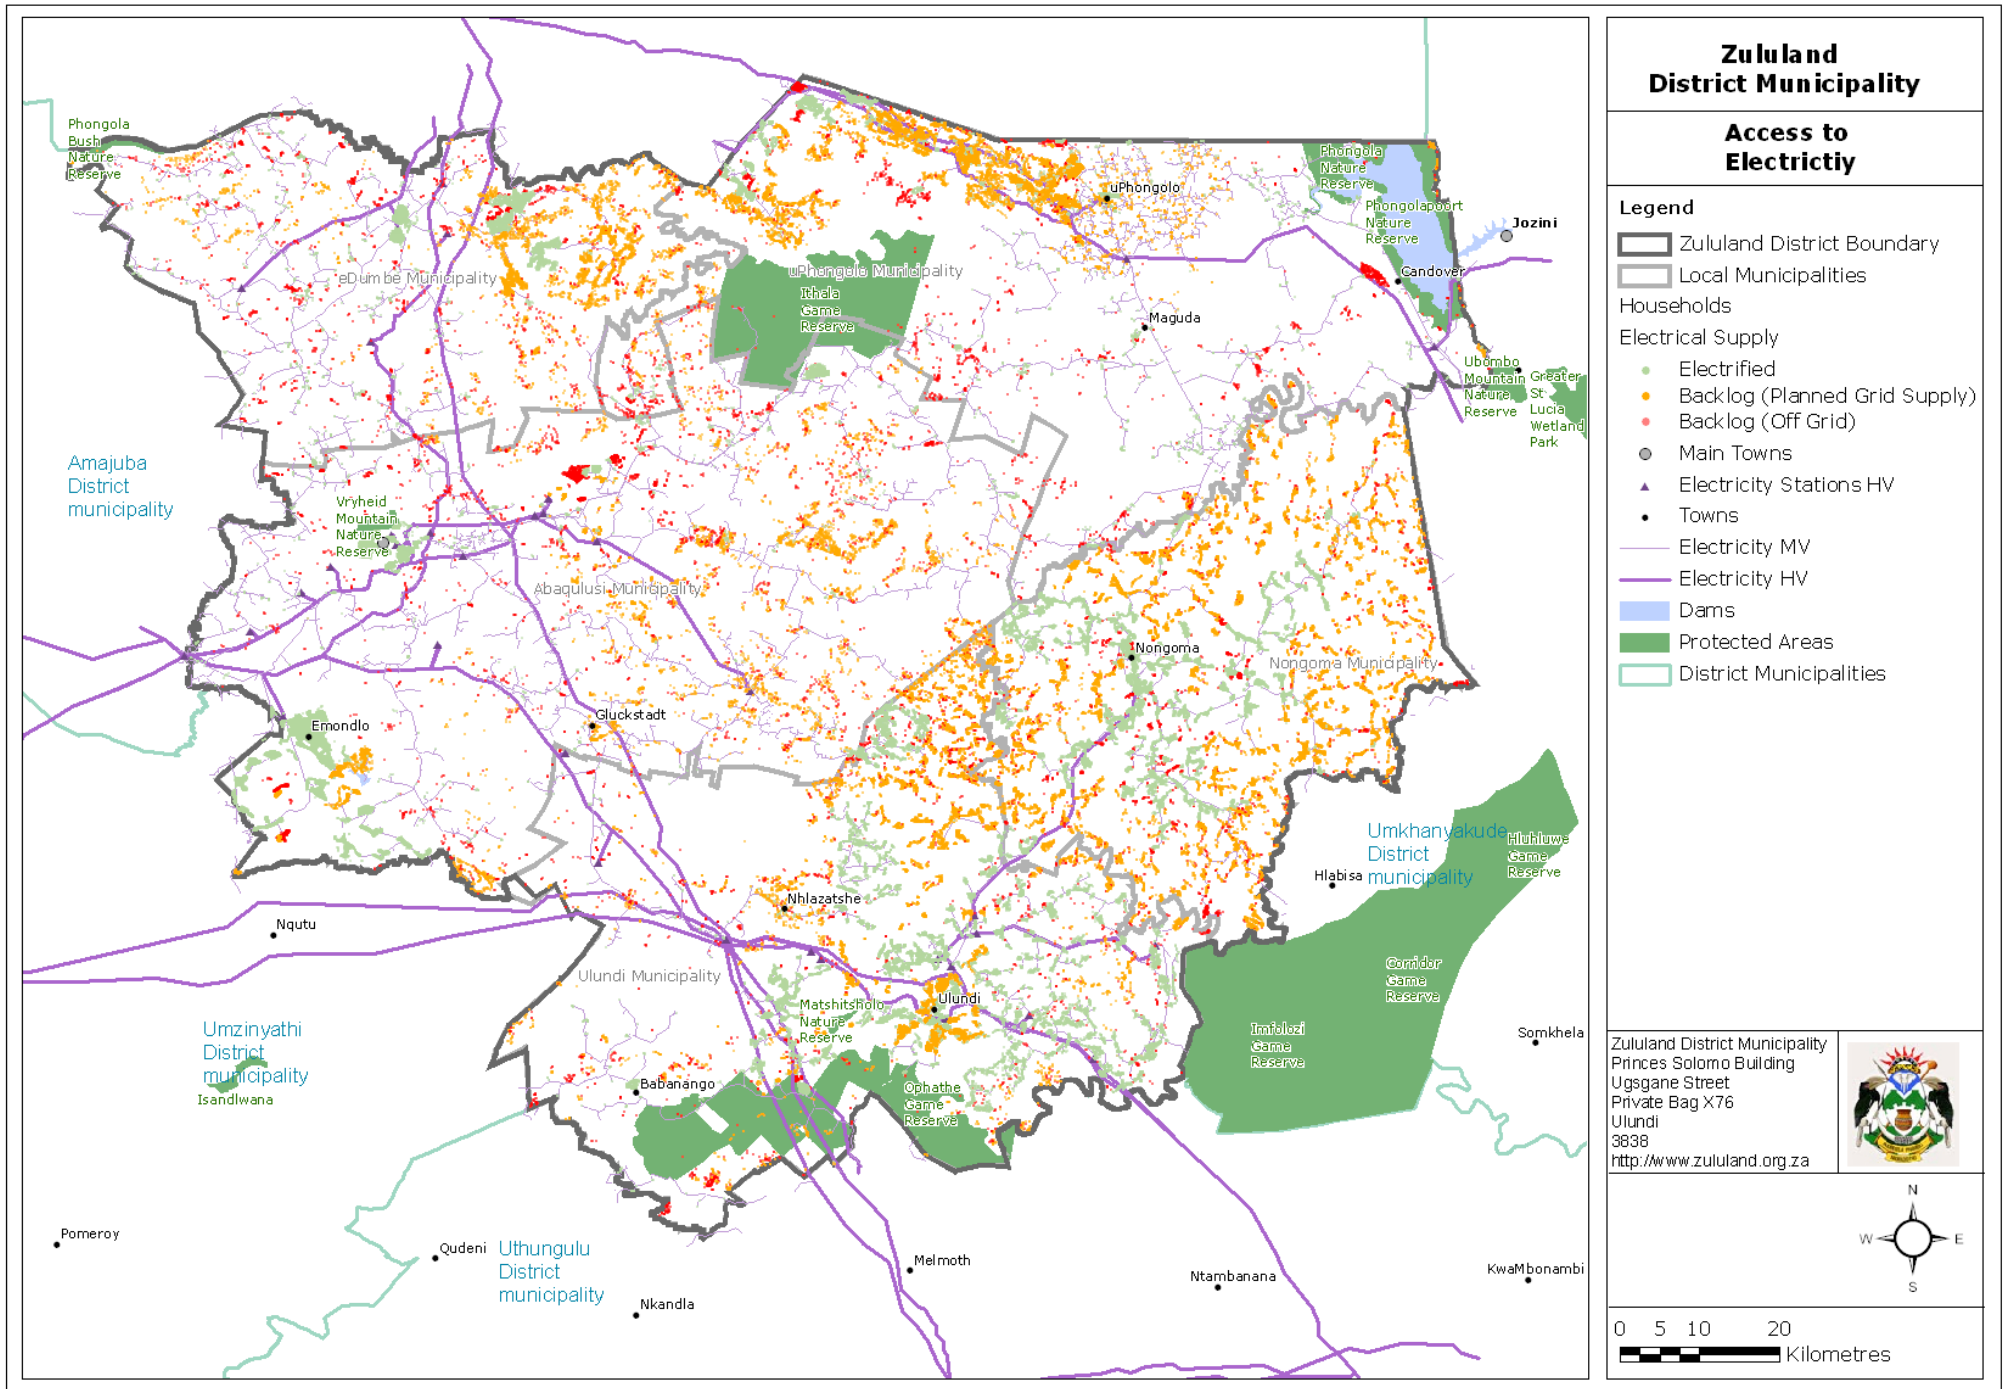 Phongola
Bush
Nature
Reserve
eDumbe Municipality
uPhongolo Municipality
Ithala
Game
Reserve
uPhongolo
Phongola
Nature
Reserve
Phongolapoort
Nature
Reserve
Jozini
Candover
Maguda
Ubombo
Mountain
Nature
Reserve
Greater
St
Lucia
Wetland
Park
Amajuba
District
municipality
Vryheid
Mountain
Nature
Reserve
Abaqulusi Municipality
Nongoma
Nongoma Municipality
Gluckstadt
Emondlo
Umkhanyakude
District
municipality
Hluhluwe
Game
Reserve
Hlabisa
Nhlazatshe
Nqutu
Ulundi Municipality
Corridor
Game
Reserve
Matshitsholo
Nature
Reserve
Ulundi
Umzinyathi
District
municipality
Isandlwana
Imfolozi
Game
Reserve
Somkhela
Babanango
Ophathe
Game
Reserve
Pomeroy
Qudeni
Uthungulu
District
municipality
Melmoth
Ntambanana
KwaMbonambi
Nkandla
Zululand
District Municipality
Access to
Electrictiy
Legend
Zululand District Boundary
Local Municipalities
Households
Electrical Supply
Electrified
Backlog (Planned Grid Supply)
Backlog (Off Grid)
Main Towns
Electricity Stations HV
Towns
Electricity MV
Electricity HV
Dams
Protected Areas
District Municipalities
Zululand District Municipality
Princes Solomo Building
Ugsgane Street
Private Bag X76
Ulundi
3838
http://www.zululand.org.za
N
W E
S
0 5 10 20
Kilometres